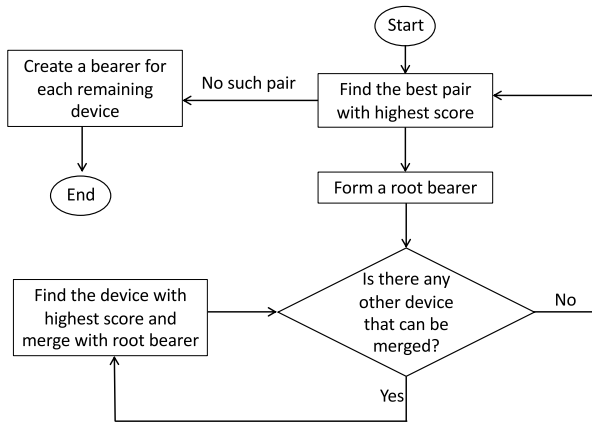 Start
Create a bearer for
each remaining
device
No such pair
Find the best pair
with highest score
End
Form a root bearer
Is there any
other device
that can be
merged?
No
Find the device with
highest score and
merge with root bearer
Yes